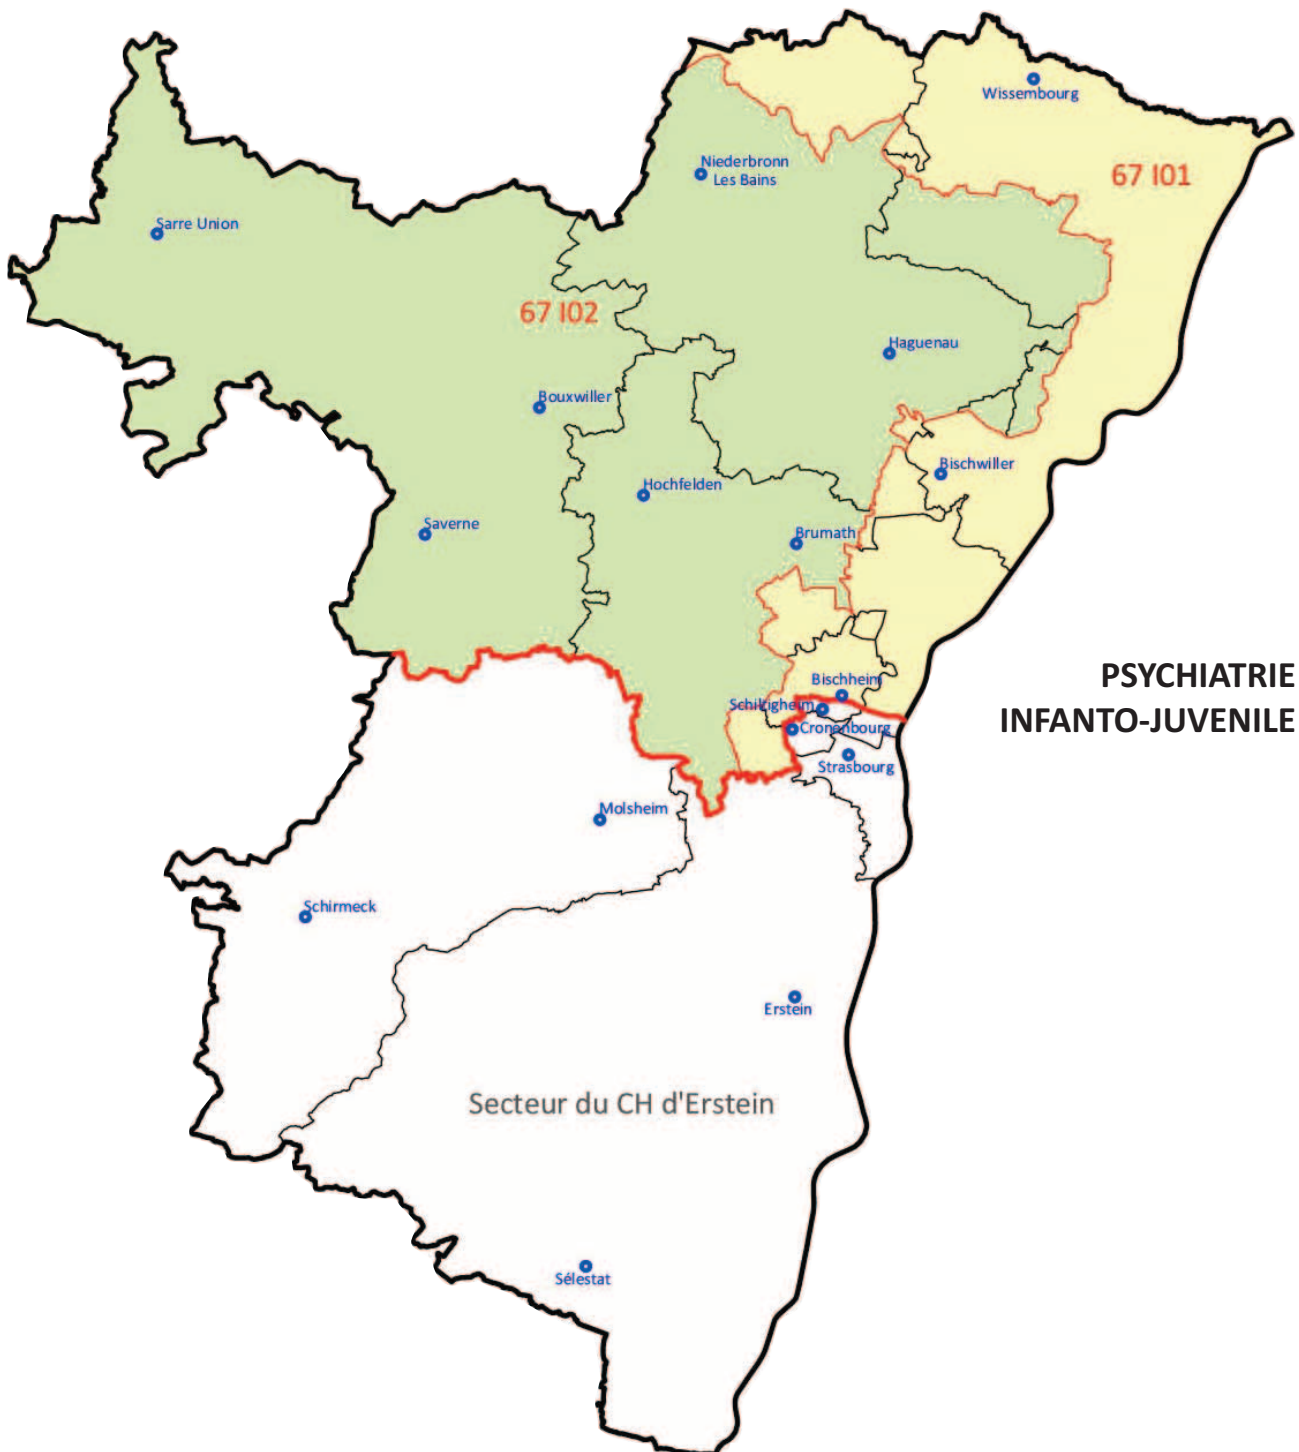 Wissembourg
Niederbronn
Les Bains
67 I01
Sarre Union
67 I02
Haguenau
Bouxwiller
Bischwiller
Hochfelden
Saverne
Brumath
PSYCHIATRIE
INFANTO-JUVENILE
Bischheim
Schiltigheim
Cronenbourg
Strasbourg
Molsheim
Schirmeck
Erstein
Secteur du CH d'Erstein
Sélestat